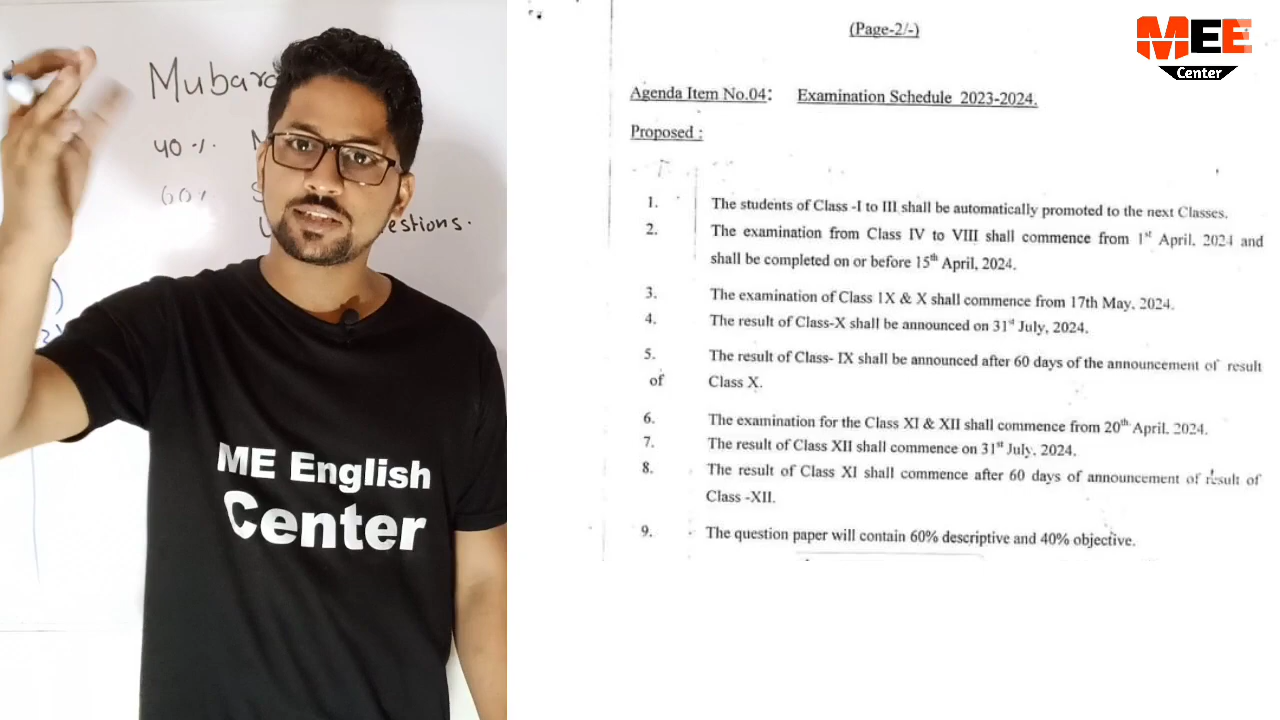 Mubara
40%
60%
estions.
ME English
Center
MEE
Center
(Page-2/-)
Agenda Item No.04: Examination Schedule 2023-2024.
Proposed :
1. The students of Class -I to III shall be automatically promoted to the next Classes.
2. The examination from Class IV to VIII shall commence from 1st April, 2024 and
shall be completed on or before 15th April, 2024.
3. The examination of Class 1X & X shall commence from 17th May, 2024.
4. The result of Class-X shall be announced on 31st July, 2024.
5. The result of Class- IX shall be announced after 60 days of the announcement of result
of Class X.
6. The examination for the Class XI & XII shall commence from 20th April, 2024.
7. The result of Class XII shall commence on 31st July, 2024.
8. The result of Class XI shall commence after 60 days of announcement of result of
Class -XII.
9. The question paper will contain 60% descriptive and 40% objective.